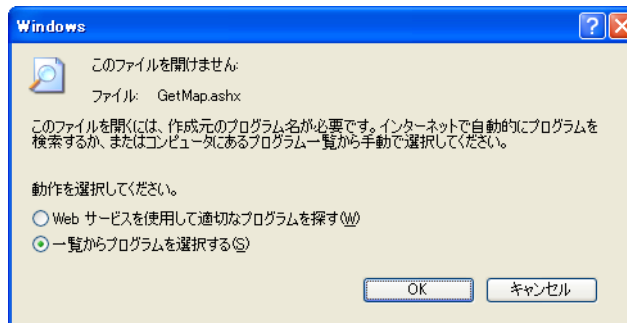 Windows
このファイルを開けません:
ファイル: GetMap.ashx
このファイルを開くには、作成元のプログラム名が必要です。インターネットで自動的にプログラムを
検索するか、またはコンピュータにあるプログラム一覧から手動で選択してください。
動作を選択してください。
Web サービスを使用して適切なプログラムを探す(W)
一覧からプログラムを選択する(S)
OK
キャンセル